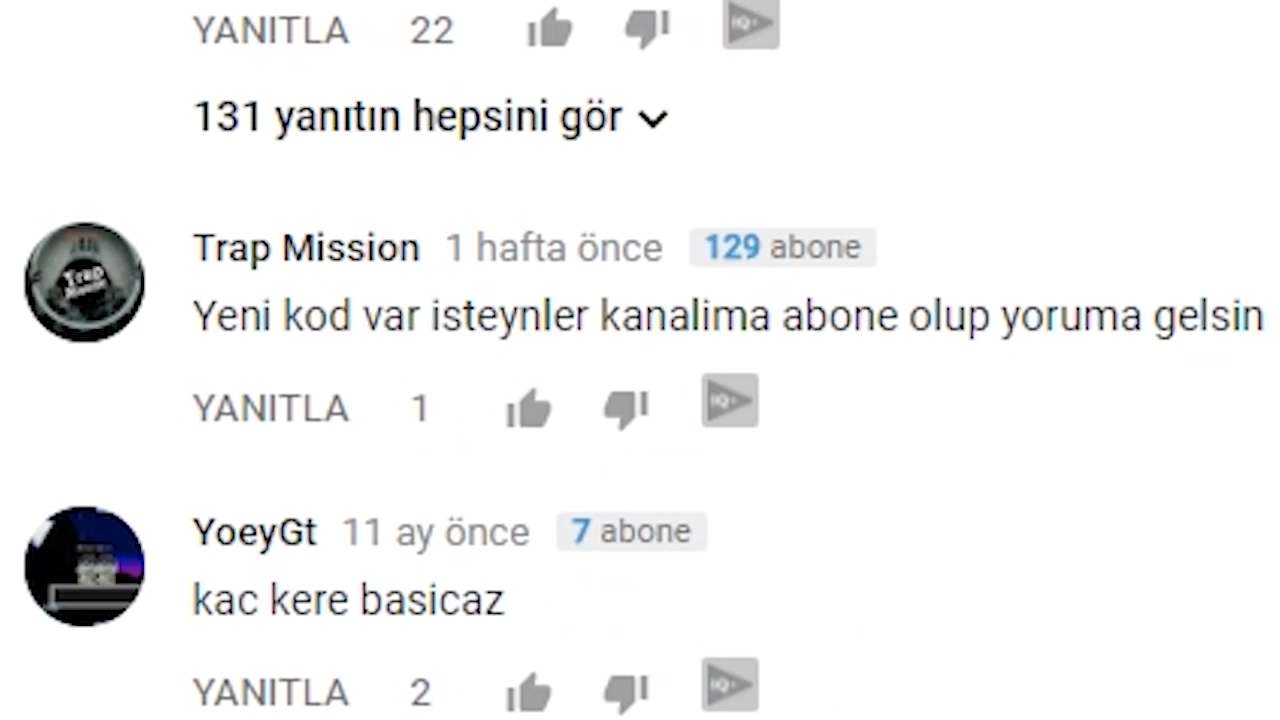 YANITLA 22
131 yanıtın hepsini gör
Trap Mission 1 hafta önce 129 abone
Yeni kod var isteynler kanalima abone olup yoruma gelsin
YANITLA 1
YoeyGt 11 ay önce 7 abone
kac kere basicaz
YANITLA 2